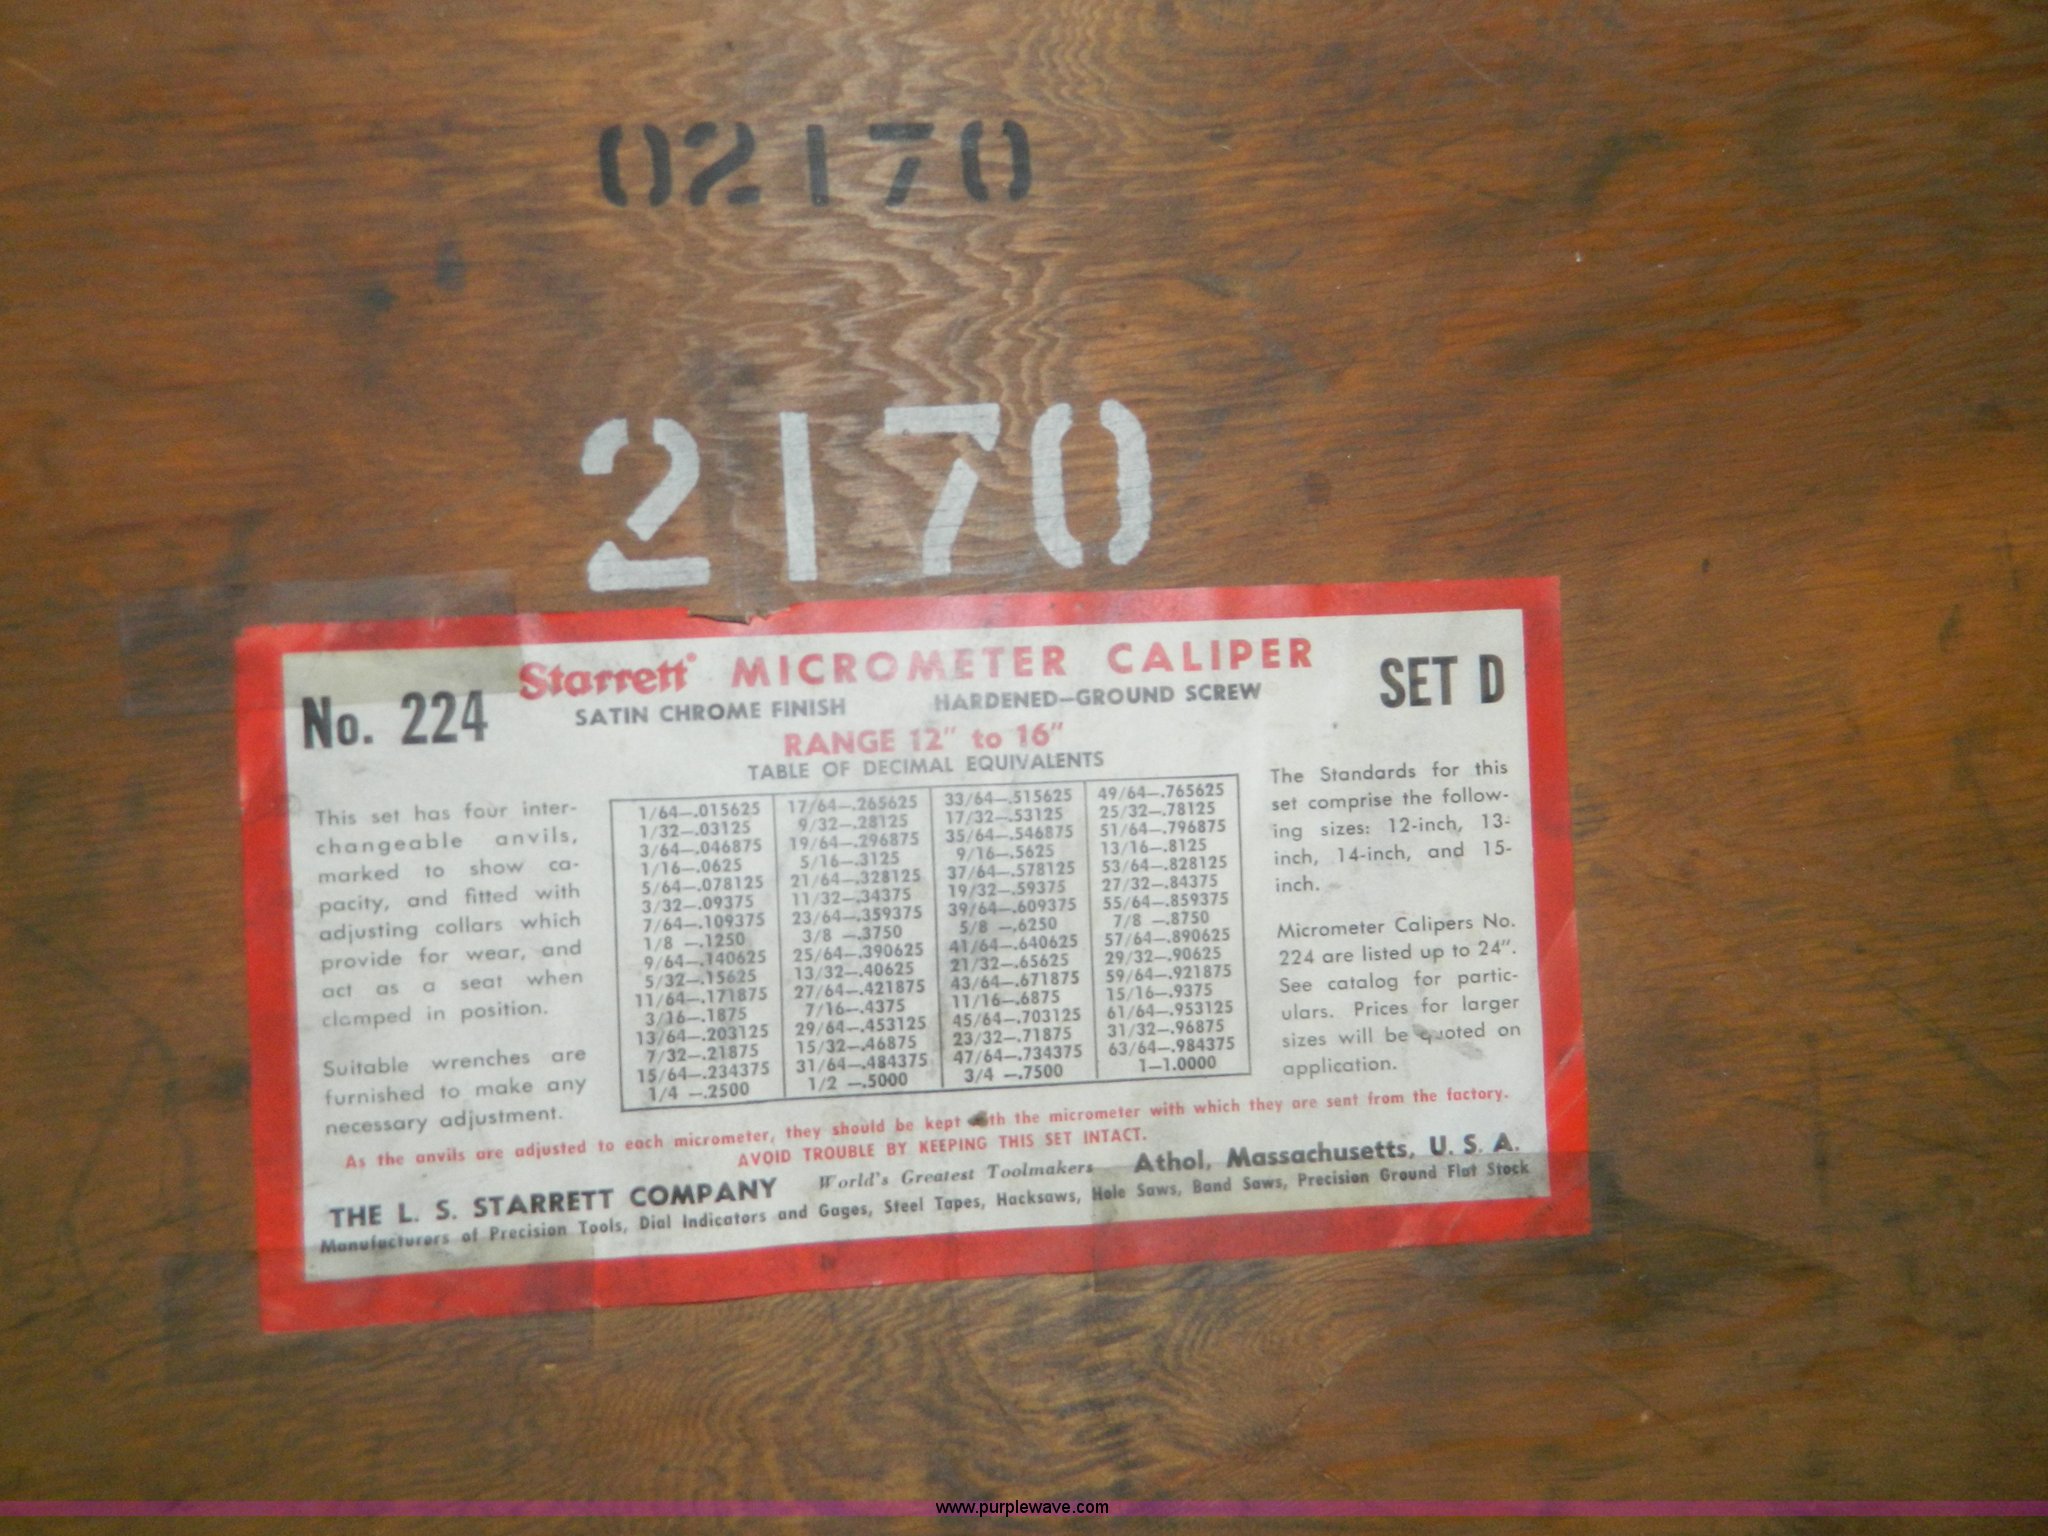 02170
2170
No. 224
Starrett® MICROMETER CALIPER
SET D
SATIN CHROME FINISH HARDENED—GROUND SCREW
RANGE 12" to 16"
TABLE OF DECIMAL EQUIVALENTS
This set has four inter-
changeable anvils,
marked to show ca-
pacity, and fitted with
adjusting collars which
provide for wear, and
act as a seat when
clamped in position.
Suitable wrenches are
furnished to make any
necessary adjustment.
1/64—.015625
1/32—.03125
3/64—.046875
1/16—.0625
5/64—.078125
3/32—.09375
7/64—.109375
1/8 —.1250
9/64—.140625
5/32—.15625
11/64—.171875
3/16—.1875
13/64—.203125
7/32—.21875
15/64—.234375
1/4 —.2500
17/64—.265625
9/32—.28125
19/64—.296875
5/16—.3125
21/64—.328125
11/32—.34375
23/64—.359375
3/8 —.3750
25/64—.390625
13/32—.40625
27/64—.421875
7/16—.4375
29/64—.453125
15/32—.46875
31/64—.484375
1/2 —.5000
33/64—.515625
17/32—.53125
35/64—.546875
9/16—.5625
37/64—.578125
19/32—.59375
39/64—.609375
5/8 —.6250
41/64—.640625
21/32—.65625
43/64—.671875
11/16—.6875
45/64—.703125
23/32—.71875
47/64—.734375
3/4 —.7500
49/64—.765625
25/32—.78125
51/64—.796875
13/16—.8125
53/64—.828125
27/32—.84375
55/64—.859375
7/8 —.8750
57/64—.890625
29/32—.90625
59/64—.921875
15/16—.9375
61/64—.953125
31/32—.96875
63/64—.984375
1—1.0000
The Standards for this
set comprise the follow-
ing sizes: 12-inch, 13-
inch, 14-inch, and 15-
inch.
Micrometer Calipers No.
224 are listed up to 24".
See catalog for partic-
ulars. Prices for larger
sizes will be quoted on
application.
As the anvils are adjusted to each micrometer, they should be kept with the micrometer with which they are sent from the factory.
AVOID TROUBLE BY KEEPING THIS SET INTACT.
THE L. S. STARRETT COMPANY World's Greatest Toolmakers Athol, Massachusetts, U. S. A.
Manufacturers of Precision Tools, Dial Indicators and Gages, Steel Tapes, Hacksaws, Hole Saws, Band Saws, Precision Ground Flat Stock
www.purplewave.com